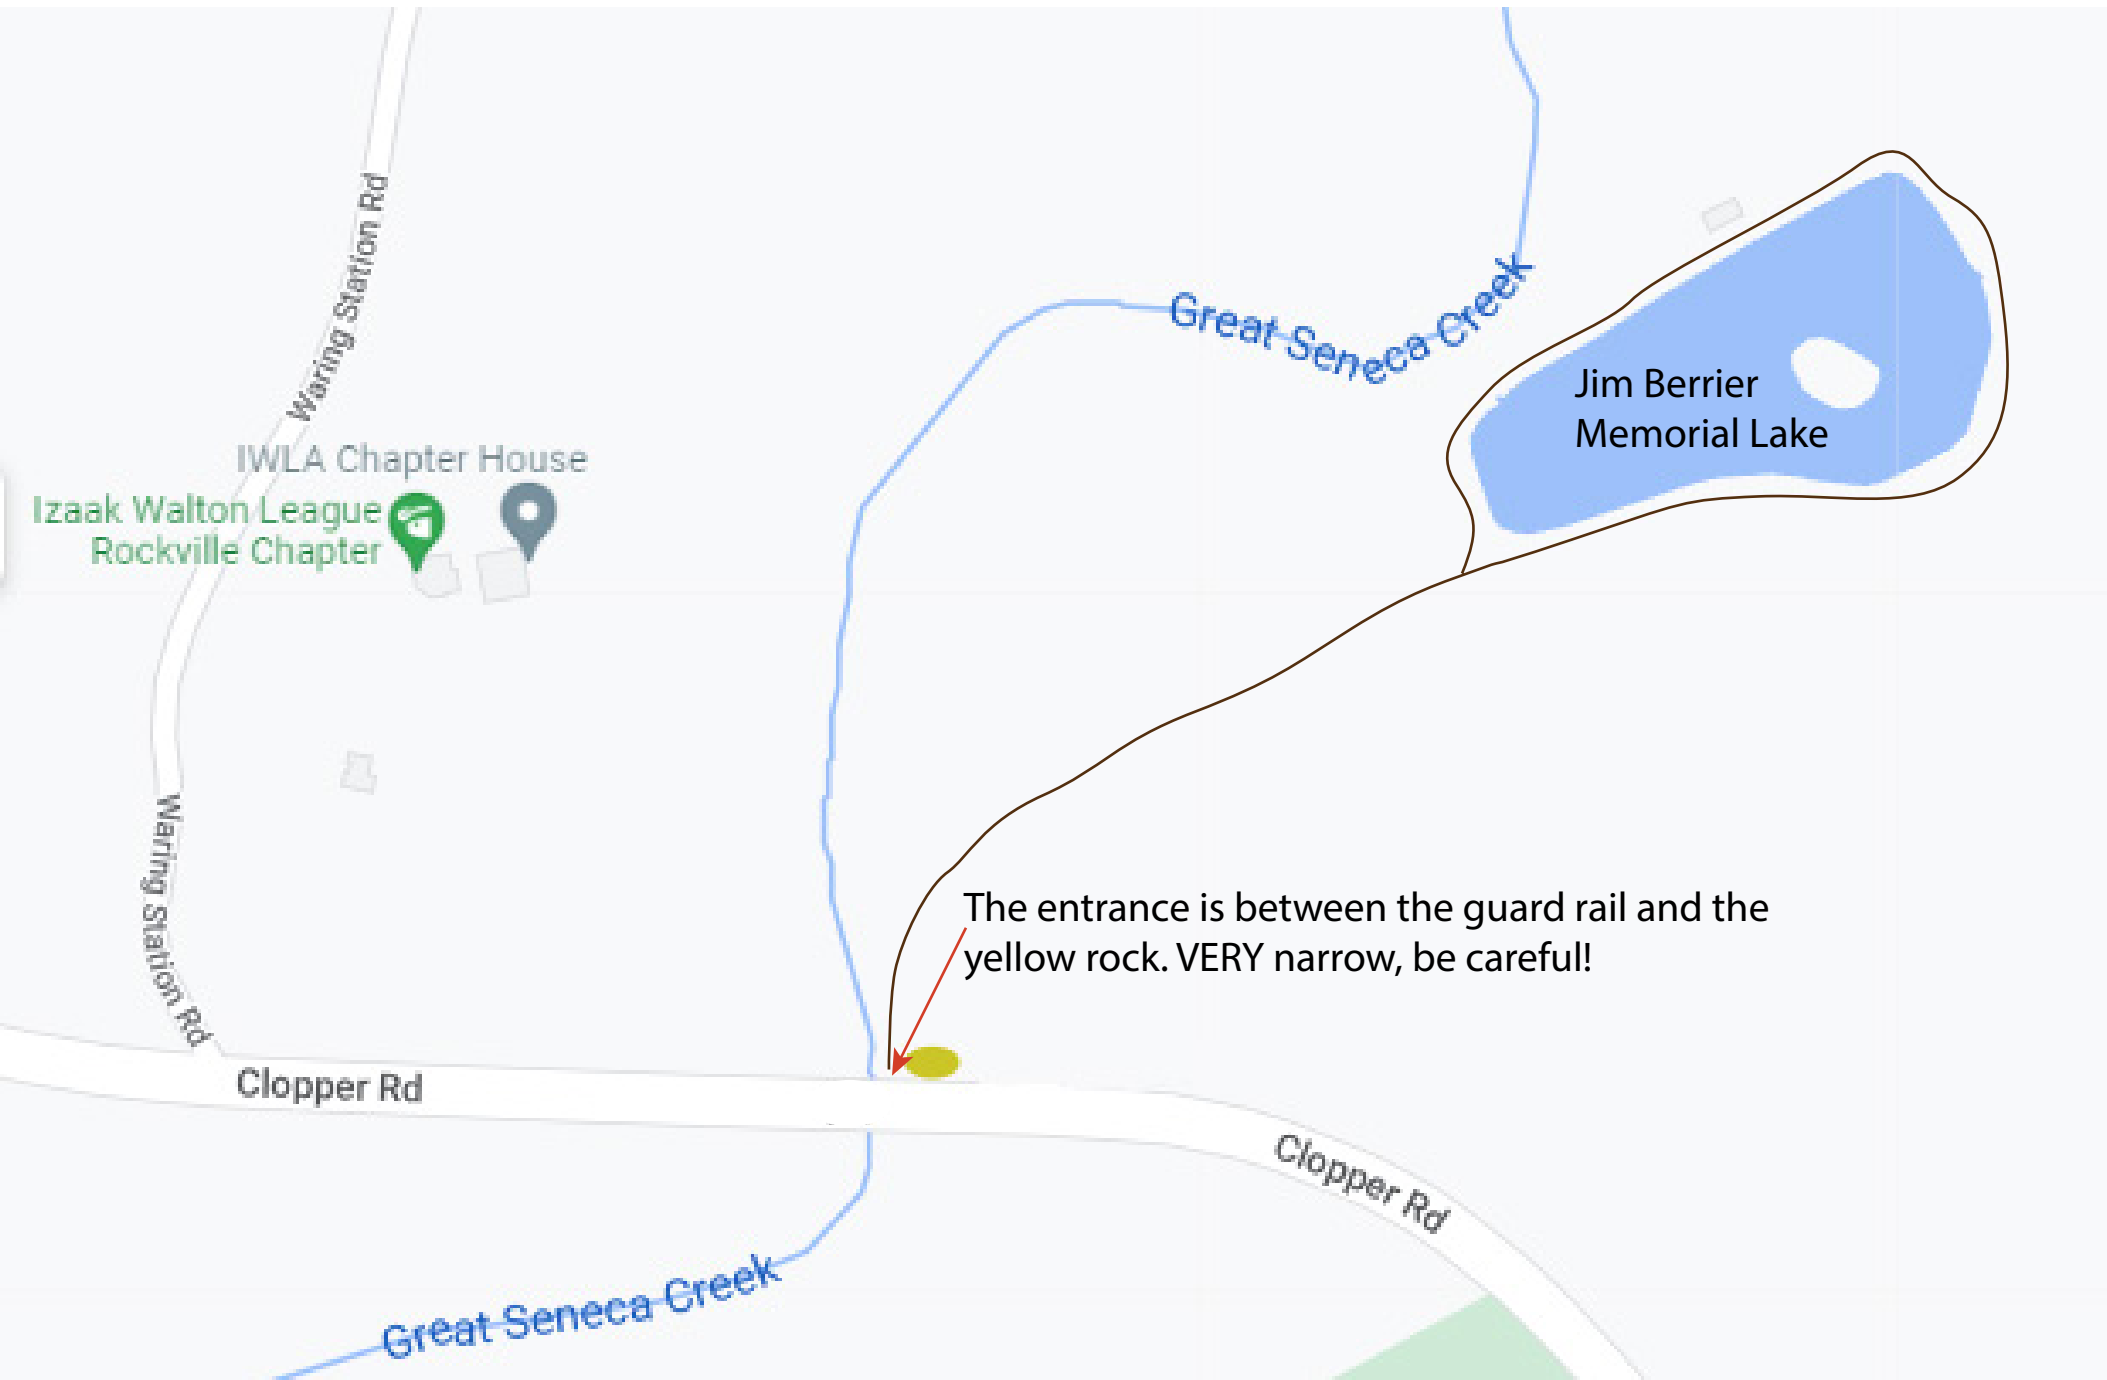 Waring Station Rd
Great Seneca Creek
Jim Berrier
Memorial Lake
IWLA Chapter House
Izaak Walton League
Rockville Chapter
Waring Station Rd
The entrance is between the guard rail and the
yellow rock. VERY narrow, be careful!
Clopper Rd
Clopper Rd
Great Seneca Creek